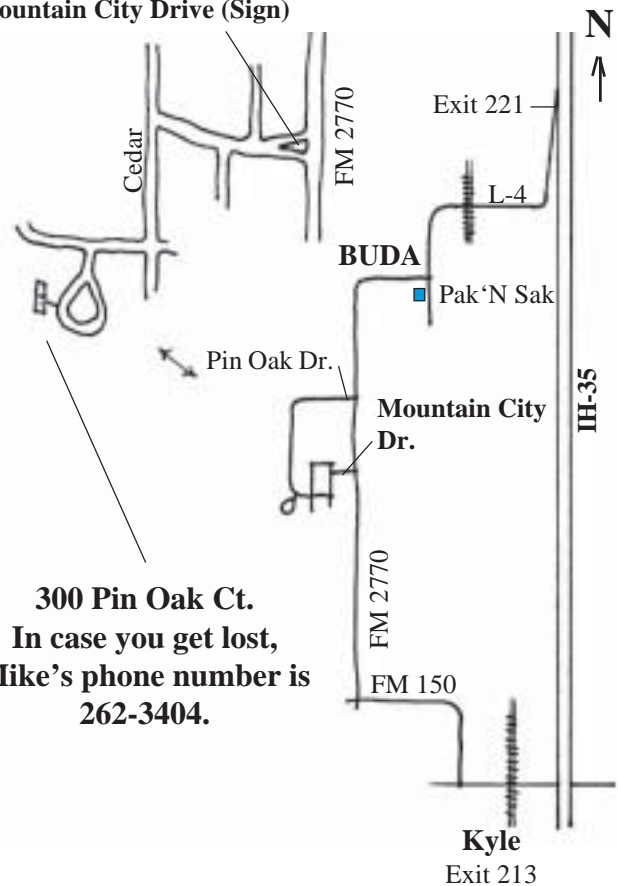 ountain City Drive (Sign)
N
Exit 221
Cedar
FM 2770
L-4
BUDA
Pak‘N Sak
Pin Oak Dr.
Mountain City
Dr.
IH-35
300 Pin Oak Ct.
In case you get lost,
Mike’s phone number is
262-3404.
FM 2770
FM 150
Kyle
Exit 213